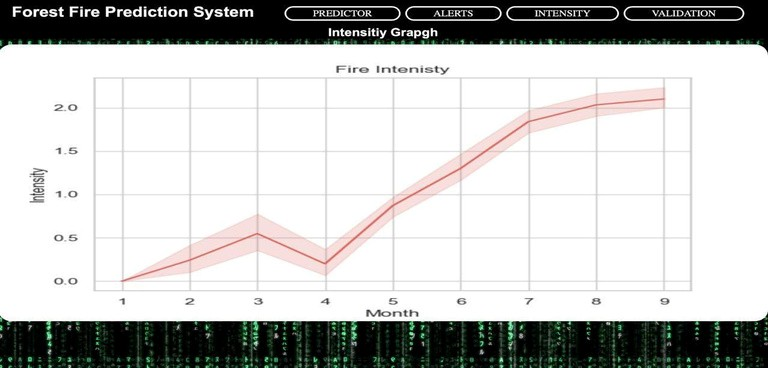 Forest Fire Prediction System
PREDICTOR
ALERTS
INTENSITY
VALIDATION
Intensitiy Grapgh
Fire Intenisty
2.0
1.5
1.0
0.5
0.0
Intensity
1 2 3 4 5 6 7 8 9
Month